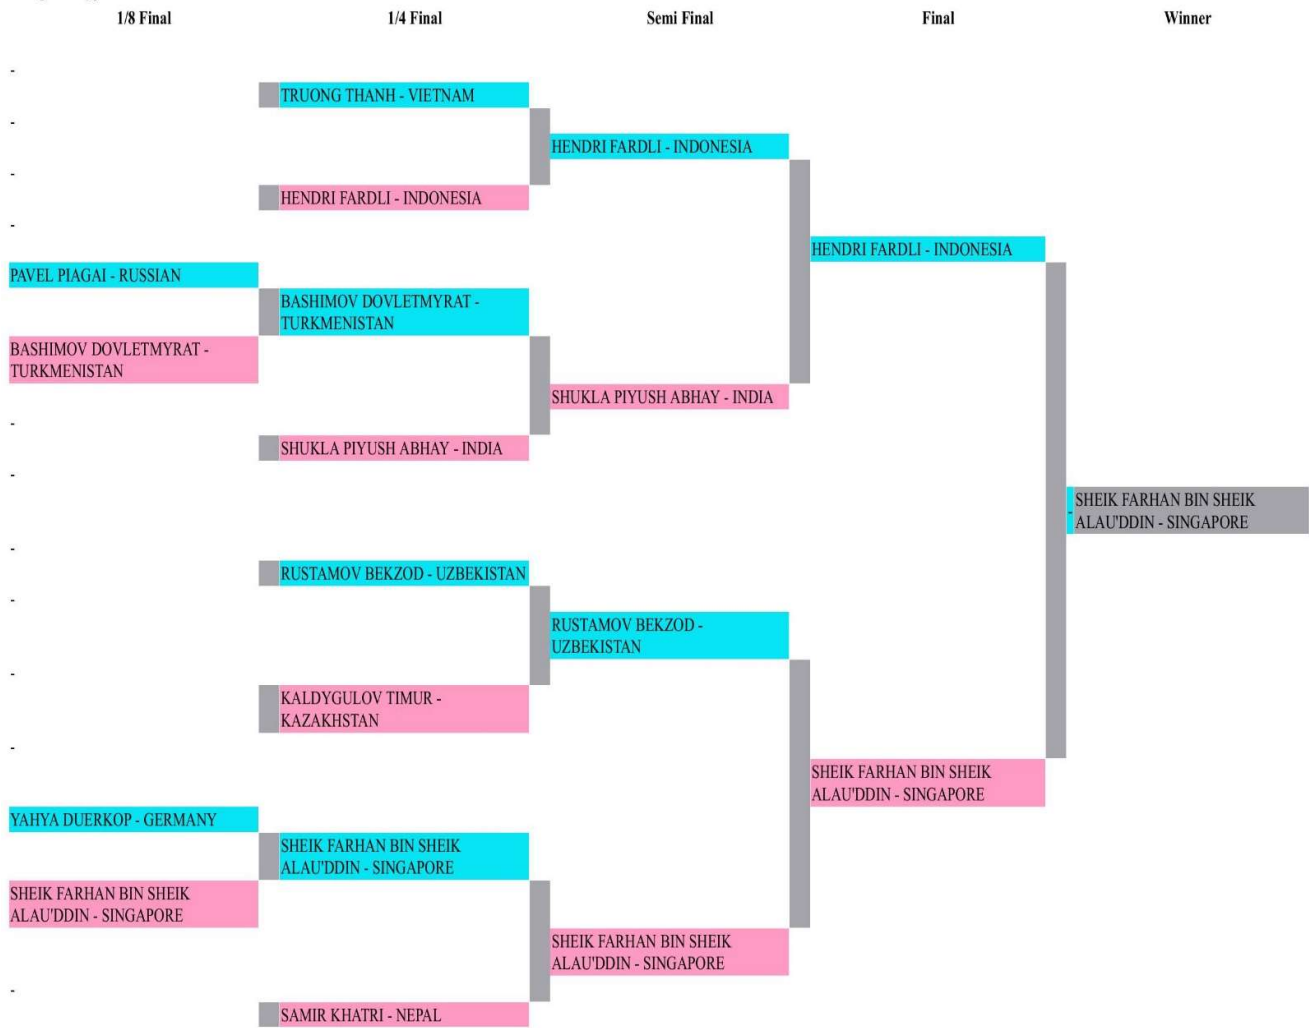 1/8 Final 1/4 Final Semi Final Final Winner
-
TRUONG THANH - VIETNAM
-
HENDRI FARDLI - INDONESIA
-
HENDRI FARDLI - INDONESIA
-
HENDRI FARDLI - INDONESIA
PAVEL PIAGAI - RUSSIAN
BASHIMOV DOVLETMYRAT -
TURKMENISTAN
BASHIMOV DOVLETMYRAT -
TURKMENISTAN
SHUKLA PIYUSH ABHAY - INDIA
-
SHUKLA PIYUSH ABHAY - INDIA
-
-
SHEIK FARHAN BIN SHEIK
ALAU'DDIN - SINGAPORE
-
RUSTAMOV BEKZOD - UZBEKISTAN
-
RUSTAMOV BEKZOD -
UZBEKISTAN
-
KALDYGULOV TIMUR -
KAZAKHSTAN
-
SHEIK FARHAN BIN SHEIK
ALAU'DDIN - SINGAPORE
YAHYA DUERKOP - GERMANY
SHEIK FARHAN BIN SHEIK
ALAU'DDIN - SINGAPORE
SHEIK FARHAN BIN SHEIK
ALAU'DDIN - SINGAPORE
SHEIK FARHAN BIN SHEIK
ALAU'DDIN - SINGAPORE
-
SAMIR KHATRI - NEPAL